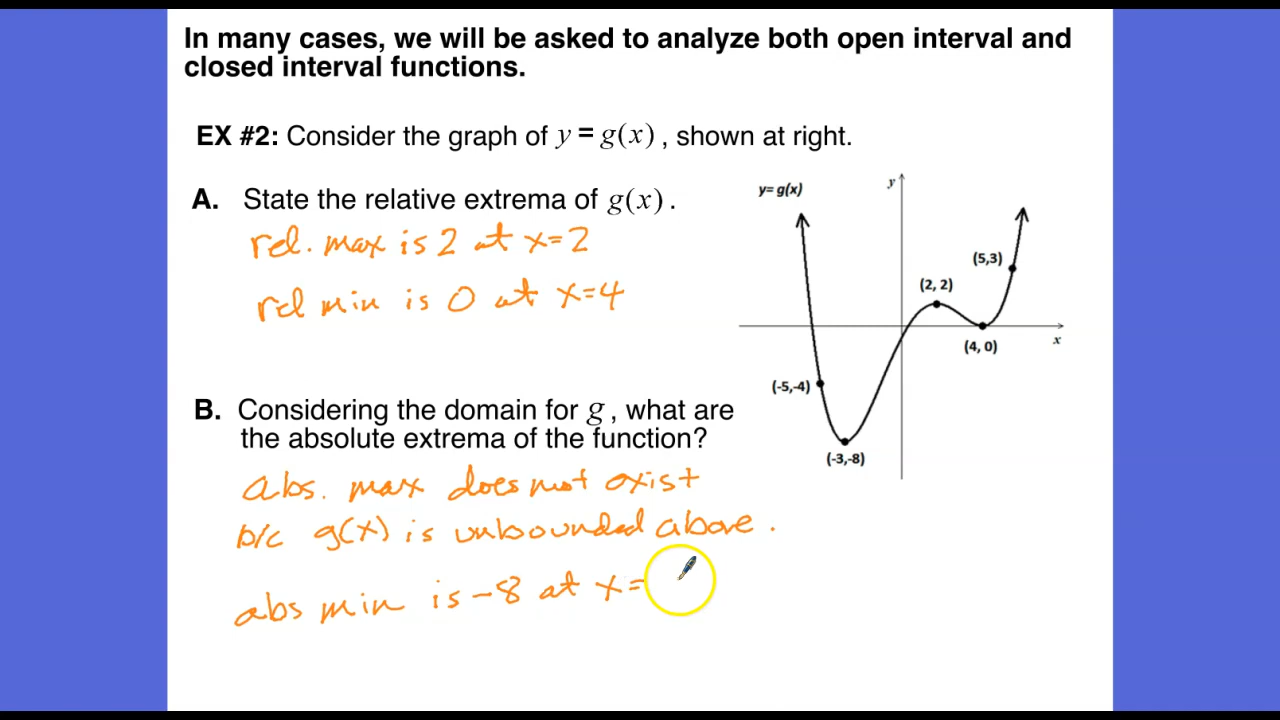 In many cases, we will be asked to analyze both open interval and
closed interval functions.
EX #2: Consider the graph of y = g(x), shown at right.
A. State the relative extrema of g(x).
rel. max is 2 at x=2
rel min is 0 at x=4
y= g(x)
y
(5,3)
(2, 2)
(4, 0)
x
(-5,-4)
(-3,-8)
B. Considering the domain for g, what are
the absolute extrema of the function?
abs. max does not exist
b/c g(x) is unbounded above.
abs min is -8 at x=